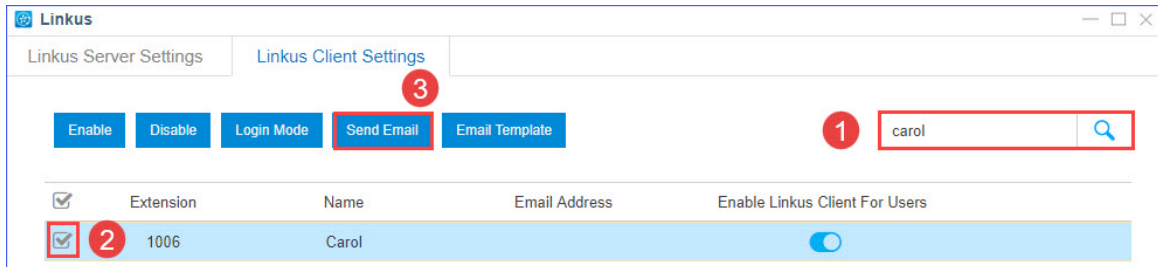 Linkus
Linkus Server Settings Linkus Client Settings
3
Enable Disable Login Mode Send Email Email Template 1 carol
Extension Name Email Address Enable Linkus Client For Users
2 1006 Carol